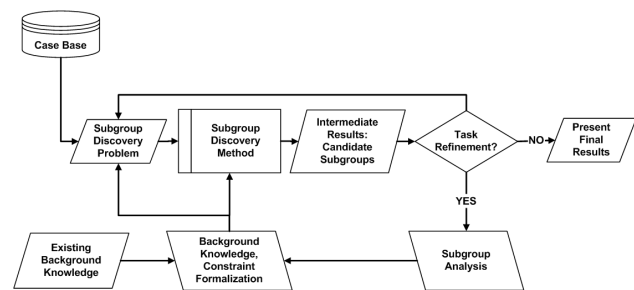 Case Base
Subgroup
Discovery
Problem
Subgroup
Discovery
Method
Intermediate
Results:
Candidate
Subgroups
Task
Refinement?
NO
Present
Final
Results
YES
Existing
Background
Knowledge
Background
Knowledge,
Constraint
Formalization
Subgroup
Analysis